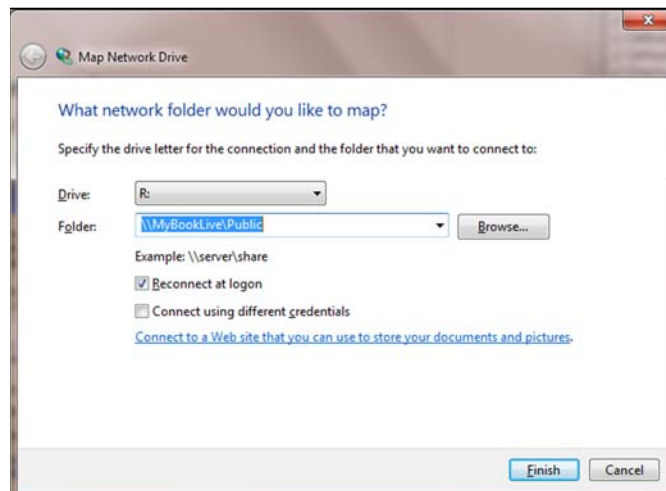 Map Network Drive
What network folder would you like to map?
Specify the drive letter for the connection and the folder that you want to connect to:
Drive: R:
Folder: \\MyBookLive\Public Browse...
Example: \\server\share
Reconnect at logon
Connect using different credentials
Connect to a Web site that you can use to store your documents and pictures.
Finish Cancel